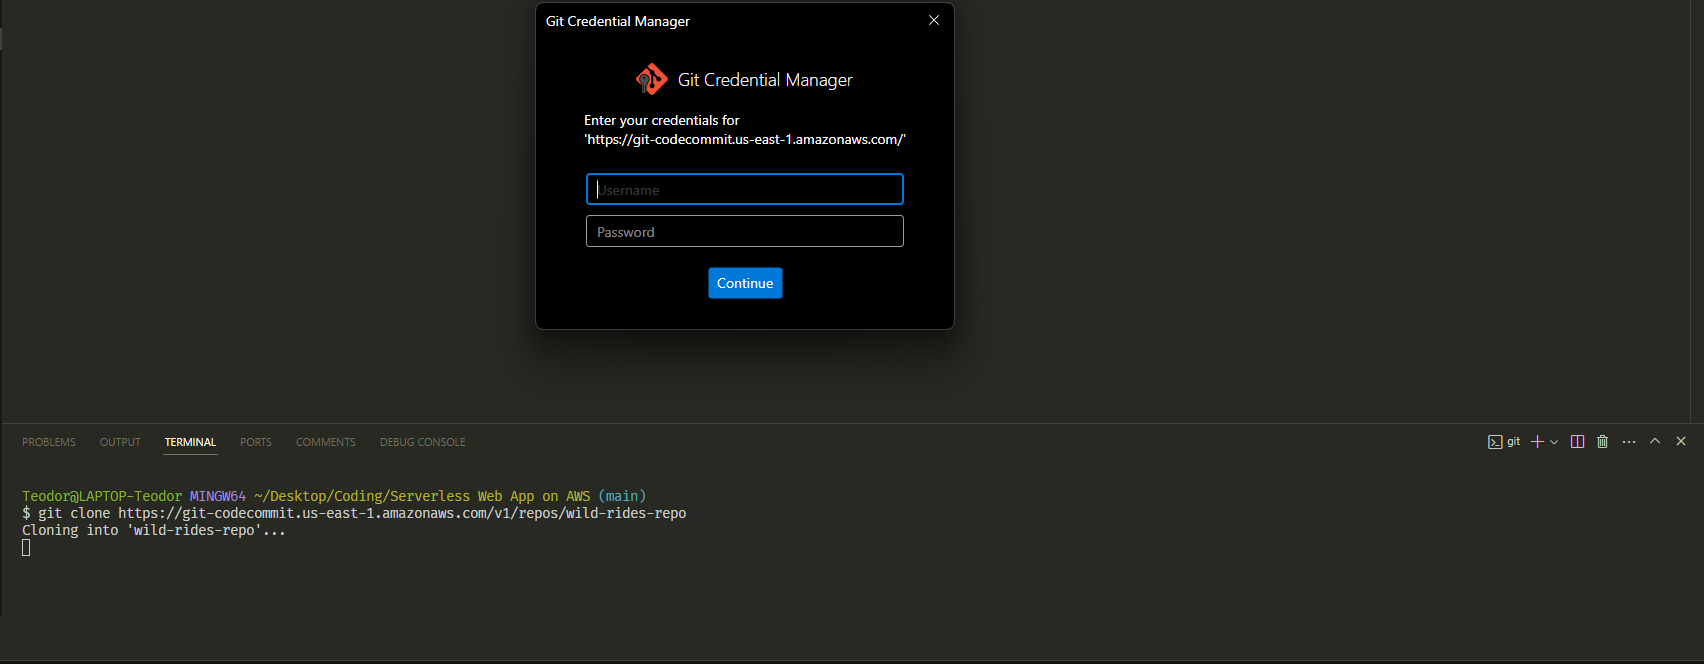 Git Credential Manager
Git Credential Manager
Enter your credentials for
'https://git-codecommit.us-east-1.amazonaws.com/'
Username
Password
Continue
PROBLEMS OUTPUT TERMINAL PORTS COMMENTS DEBUG CONSOLE git
Teodor@LAPTOP-Teodor MINGW64 ~/Desktop/Coding/Serverless Web App on AWS (main)
$ git clone https://git-codecommit.us-east-1.amazonaws.com/v1/repos/wild-rides-repo
Cloning into 'wild-rides-repo'...